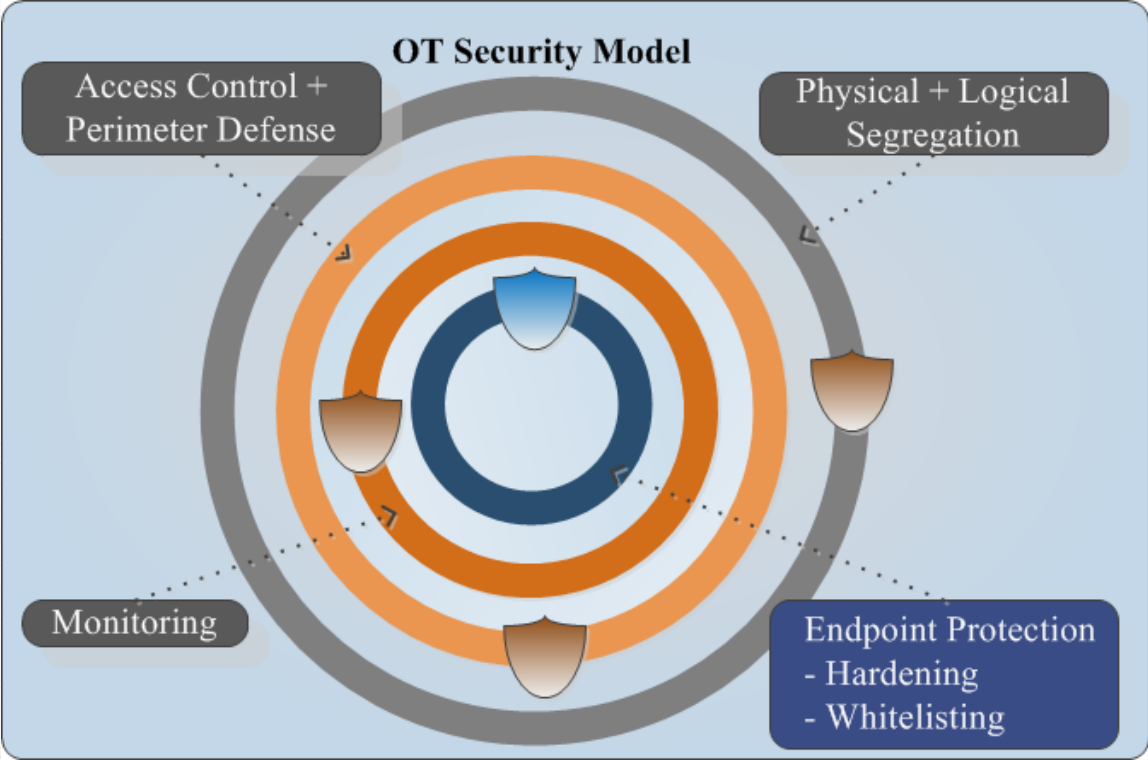 OT Security Model
Access Control +
Perimeter Defense
Physical + Logical
Segregation
Monitoring
Endpoint Protection
- Hardening
- Whitelisting